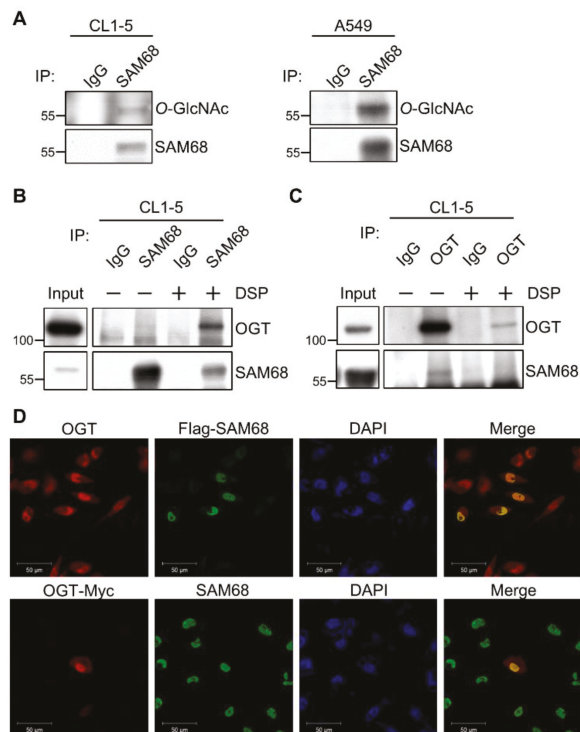 A
CL1-5
IP: IgG SAM68
55 O-GlcNAc
55 SAM68
A549
IP: IgG SAM68
55 O-GlcNAc
55 SAM68
B
CL1-5
IP: IgG SAM68 IgG SAM68
Input − − + + DSP
100 OGT
55 SAM68
C
CL1-5
IP: IgG OGT IgG OGT
Input − − + + DSP
100 OGT
55 SAM68
D
OGT Flag-SAM68 DAPI Merge
50 μm 50 μm 50 μm 50 μm
OGT-Myc SAM68 DAPI Merge
50 μm 50 μm 50 μm 50 μm